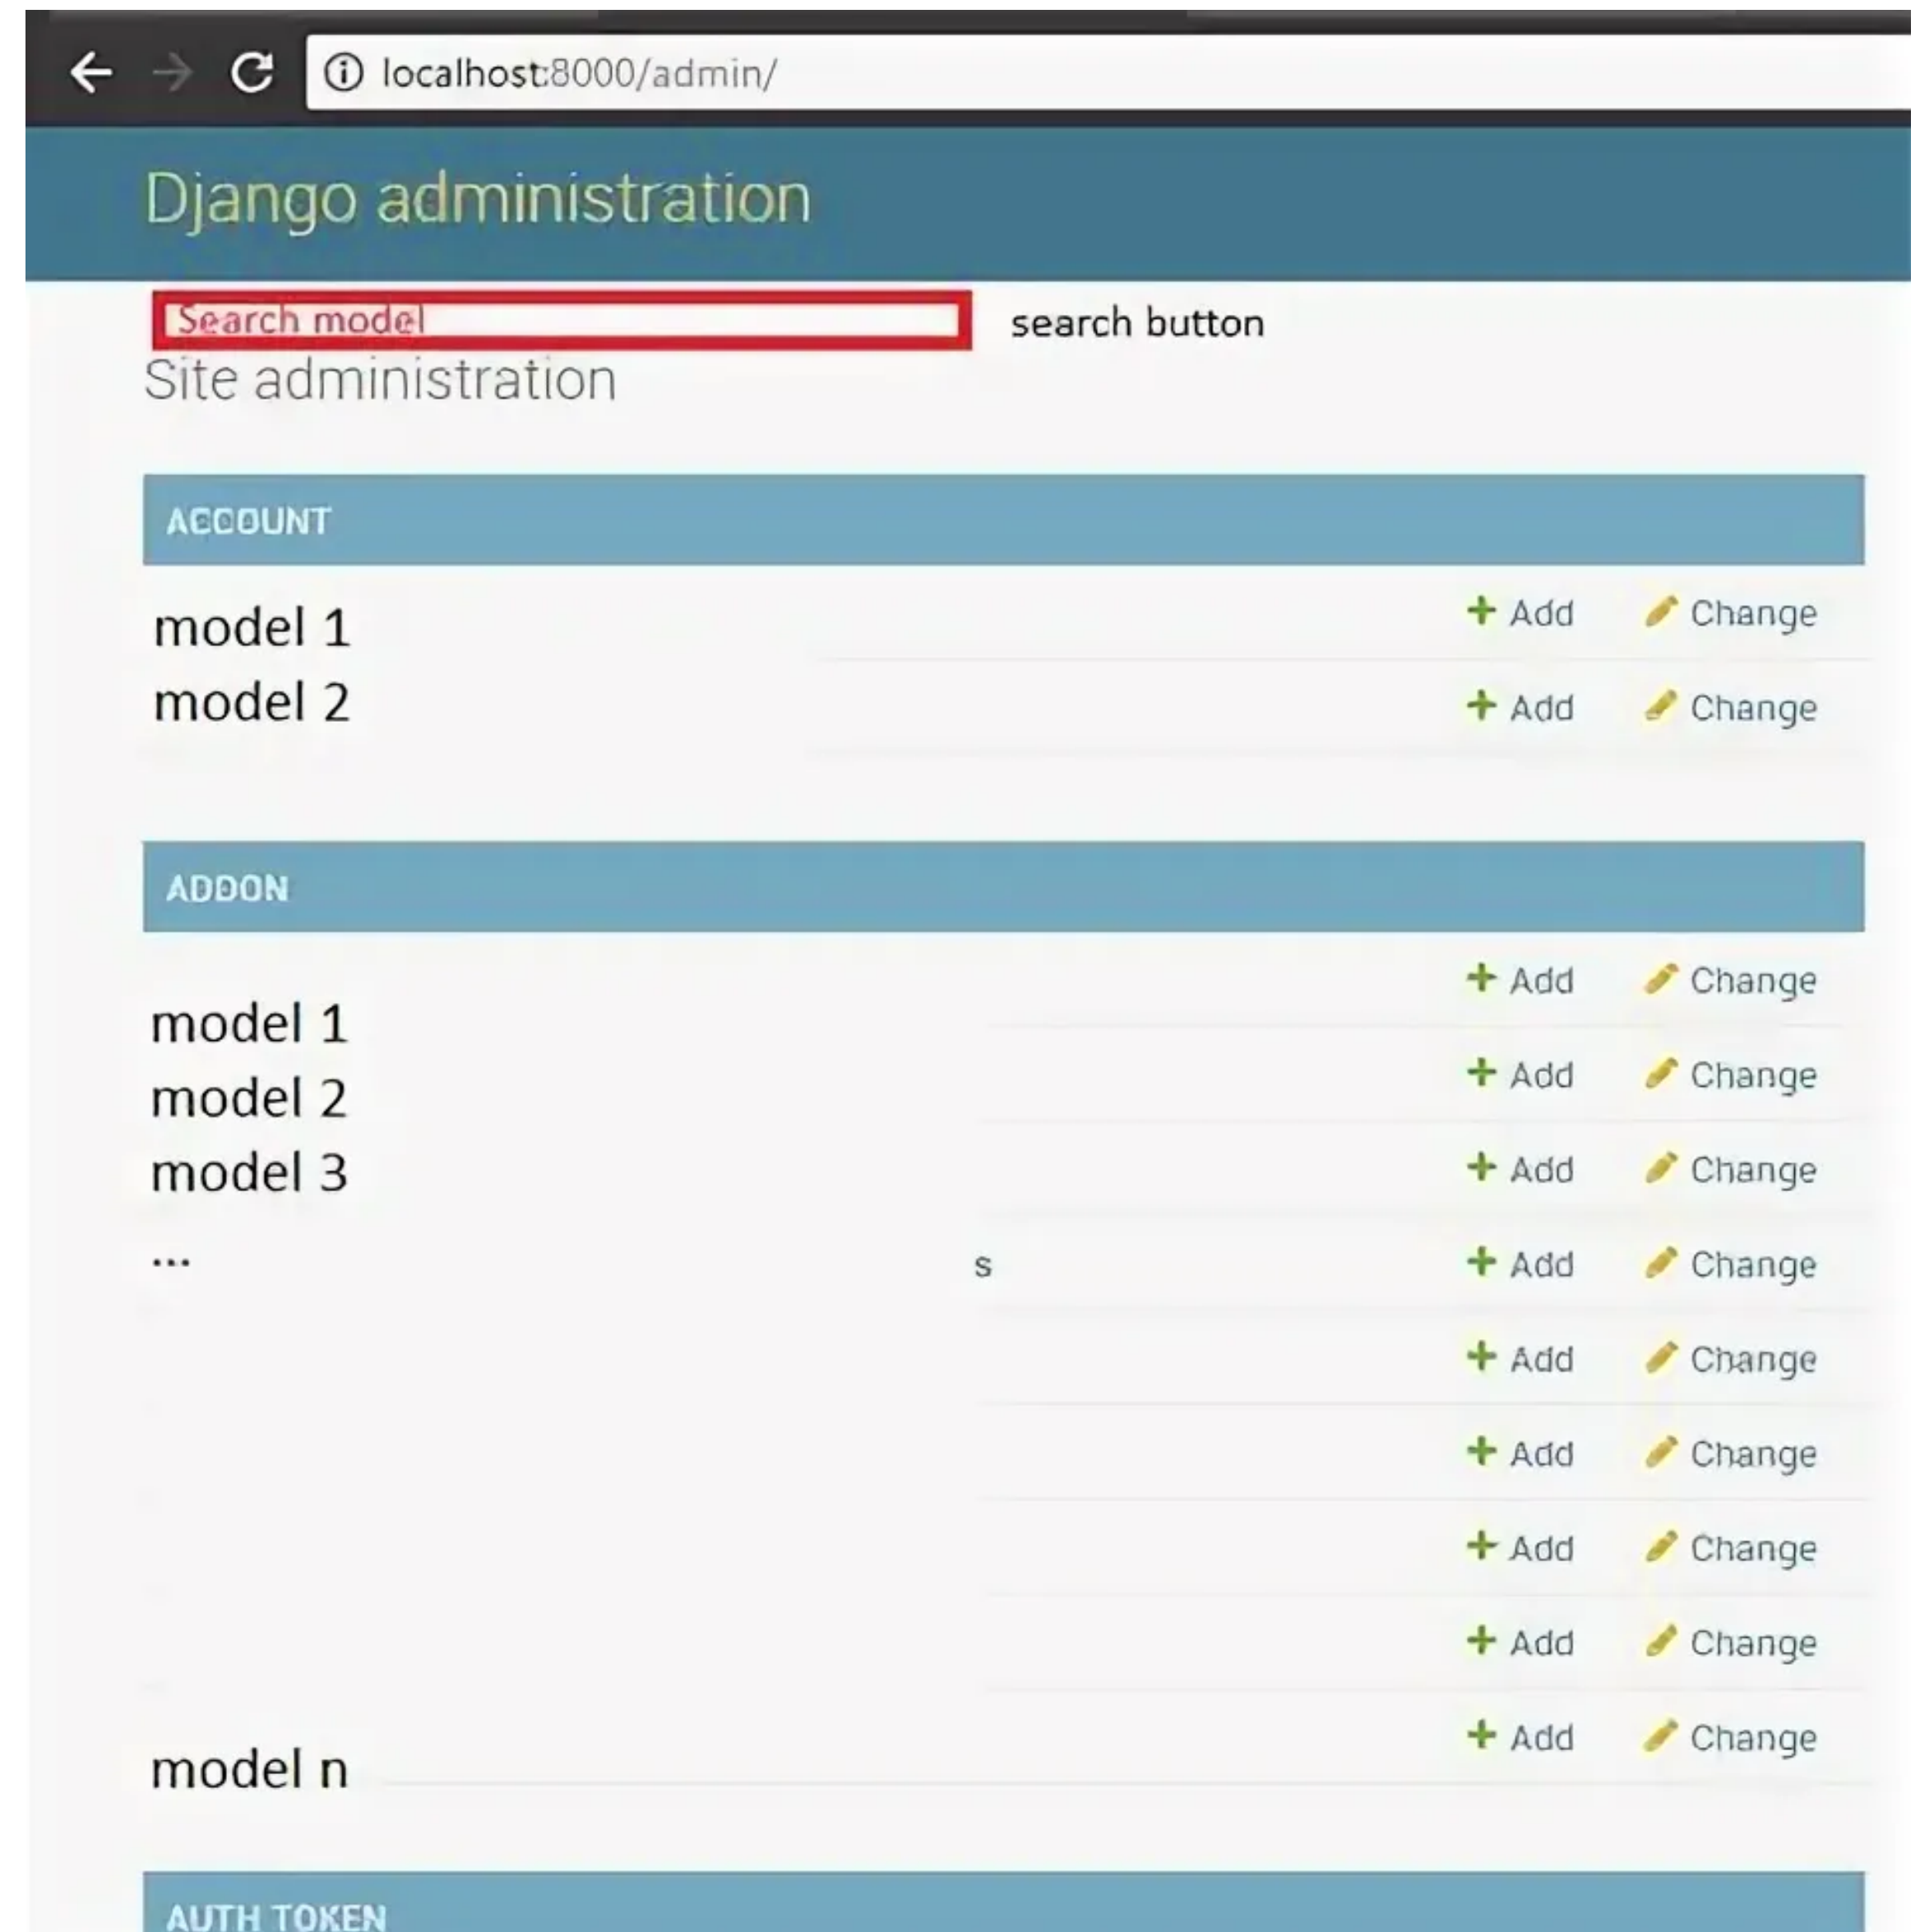 localhost:8000/admin/
Django administration
Search model search button
Site administration
ACCOUNT
model 1 Add Change
model 2 Add Change
ADDON
Add Change
model 1
model 2 Add Change
model 3 Add Change
... s Add Change
Add Change
Add Change
Add Change
Add Change
Add Change
model n
AUTH TOKEN